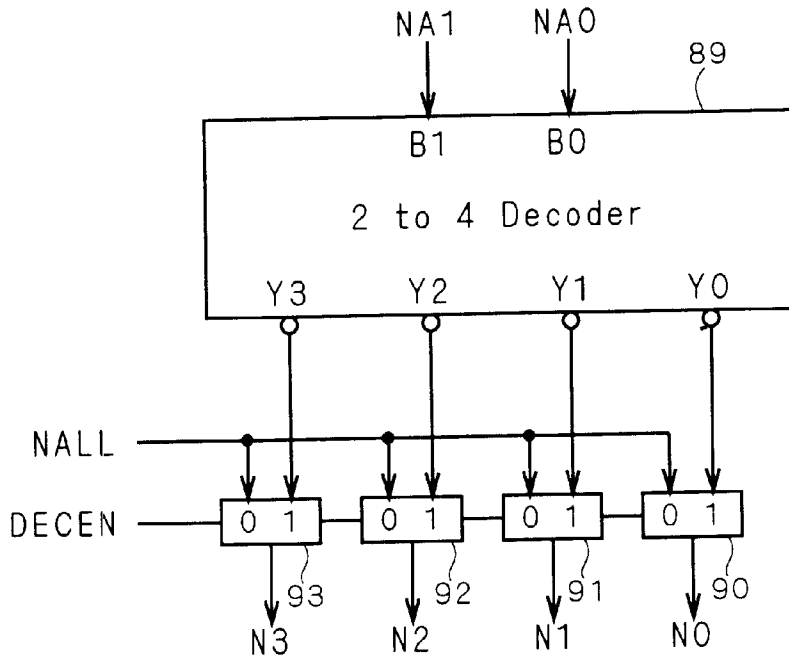 NA1 NA0
89
B1 B0
2 to 4 Decoder
Y3 Y2 Y1 Y0
NALL
DECEN 0 1 0 1 0 1 0 1
93 92 91 90
N3 N2 N1 N0